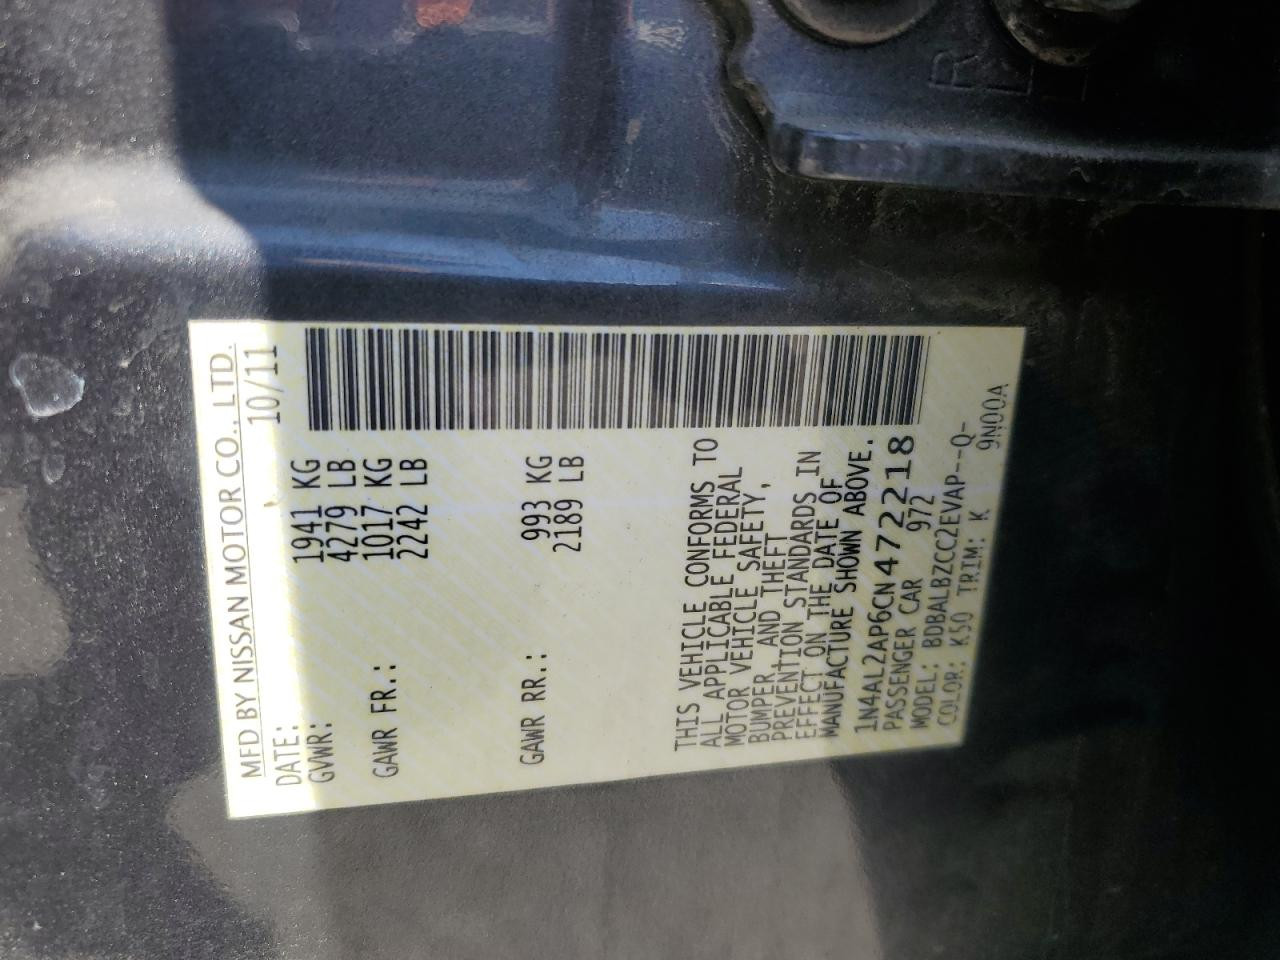 MFD BY NISSAN MOTOR CO., LTD.
DATE: 10/11
GVWR: 1941 KG
4279 LB
GAWR FR.: 1017 KG
2242 LB
GAWR RR.: 993 KG
2189 LB
THIS VEHICLE CONFORMS TO
ALL APPLICABLE FEDERAL
MOTOR VEHICLE SAFETY,
BUMPER, AND THEFT
PREVENTION STANDARDS IN
EFFECT ON THE DATE OF
MANUFACTURE SHOWN ABOVE.
1N4AL2AP6CN472218
PASSENGER CAR 972
MODEL: BDBALBZCC2EVAP--Q-
COLOR: K50 TRIM: K 9N00A
R